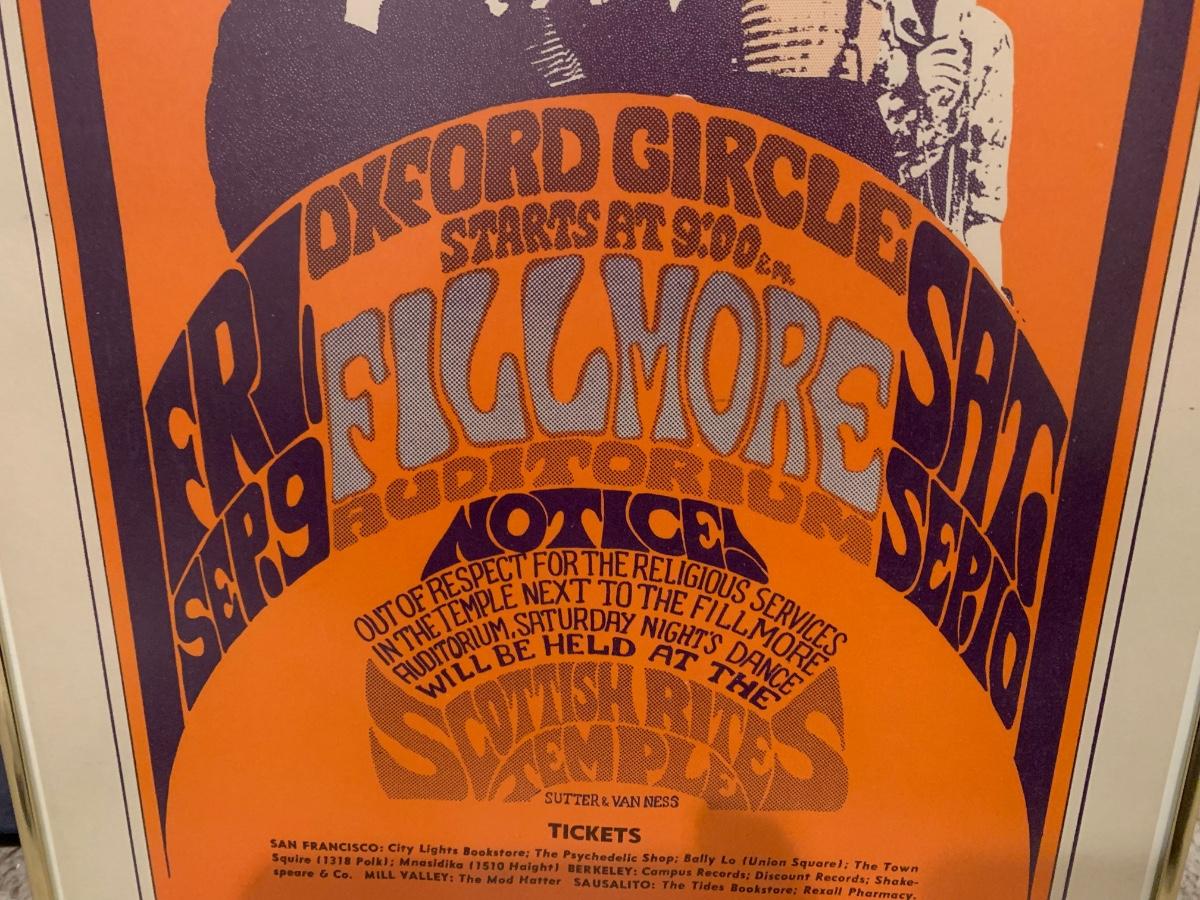 OXFORD CIRCLE
STARTS AT 9:00 P.M.
FILLMORE
AUDITORIUM
FRI.
SEP. 9
SAT.
SEP. 10
NOTICE!
OUT OF RESPECT FOR THE RELIGIOUS SERVICES
IN THE TEMPLE NEXT TO THE FILLMORE
AUDITORIUM, SATURDAY NIGHT'S DANCE
WILL BE HELD AT THE
SCOTTISH RITES
TEMPLE
SUTTER & VAN NESS
TICKETS
SAN FRANCISCO: City Lights Bookstore; The Psychedelic Shop; Bally Lo (Union Square); The Town
Squire (1318 Polk); Mnasidika (1510 Haight) BERKELEY: Campus Records; Discount Records; Shake-
speare & Co. MILL VALLEY: The Mod Hatter SAUSALITO: The Tides Bookstore; Rexall Pharmacy.